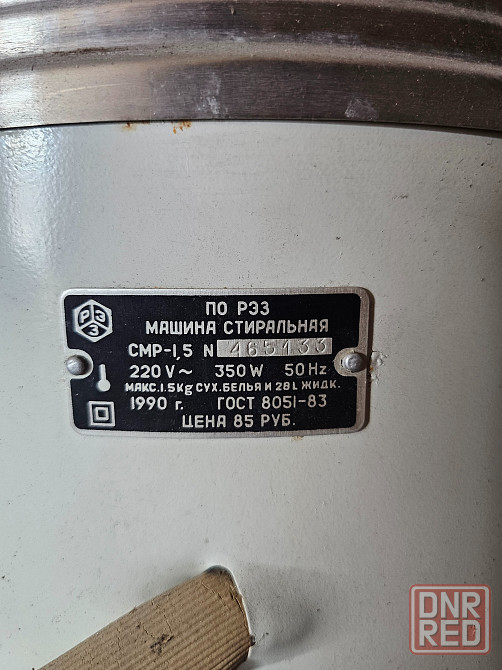 РЭЗ
ПО РЭЗ
МАШИНА СТИРАЛЬНАЯ
СМР-1,5 N 465133
220 V ~ 350 W 50 Hz
МАКС. 1.5 Kg СУХ. БЕЛЬЯ И 28 L ЖИДК.
1990 г. ГОСТ 8051-83
ЦЕНА 85 РУБ.
DNR
RED